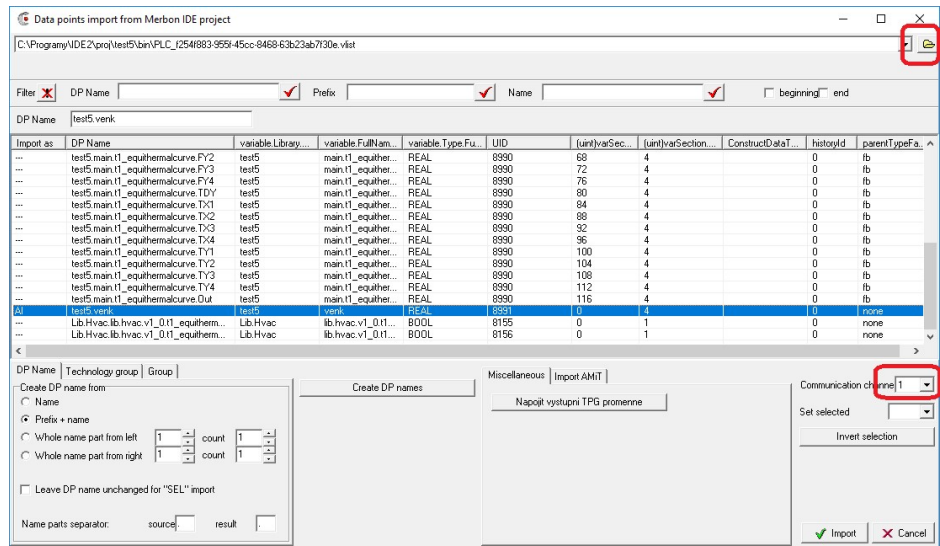 Data points import from Merbon IDE project
C:\Programy\IDE2\proj\test5\bin\PLC_f254f883-955f-45cc-8468-63b23ab7f30e.vlist
Filter DP Name Prefix Name beginning end
DP Name test5.venk
Import as DP Name variable.Library.... variable.FullNam... variable.Type.Fu... UID (uint)varSec... (uint)varSection.... ConstructDataT... historyId parentTypeFa..
--- test5.main.t1_equithermalcurve.FY2 test5 main.t1_equither... REAL 8990 68 4 0 fb
--- test5.main.t1_equithermalcurve.FY3 test5 main.t1_equither... REAL 8990 72 4 0 fb
--- test5.main.t1_equithermalcurve.FY4 test5 main.t1_equither... REAL 8990 76 4 0 fb
--- test5.main.t1_equithermalcurve.TDY test5 main.t1_equither... REAL 8990 80 4 0 fb
--- test5.main.t1_equithermalcurve.TX1 test5 main.t1_equither... REAL 8990 84 4 0 fb
--- test5.main.t1_equithermalcurve.TX2 test5 main.t1_equither... REAL 8990 88 4 0 fb
--- test5.main.t1_equithermalcurve.TX3 test5 main.t1_equither... REAL 8990 92 4 0 fb
--- test5.main.t1_equithermalcurve.TX4 test5 main.t1_equither... REAL 8990 96 4 0 fb
--- test5.main.t1_equithermalcurve.TY1 test5 main.t1_equither... REAL 8990 100 4 0 fb
--- test5.main.t1_equithermalcurve.TY2 test5 main.t1_equither... REAL 8990 104 4 0 fb
--- test5.main.t1_equithermalcurve.TY3 test5 main.t1_equither... REAL 8990 108 4 0 fb
--- test5.main.t1_equithermalcurve.TY4 test5 main.t1_equither... REAL 8990 112 4 0 fb
--- test5.main.t1_equithermalcurve.Out test5 main.t1_equither... REAL 8990 116 4 0 fb
AI test5.venk test5 venk REAL 8991 0 4 0 none
--- Lib.Hvac.lib.hvac.v1_0.t1_equitherm... Lib.Hvac lib.hvac.v1_0.t1... BOOL 8155 0 1 0 none
--- Lib.Hvac.lib.hvac.v1_0.t1_equitherm... Lib.Hvac lib.hvac.v1_0.t1... BOOL 8156 0 1 0 none
DP Name Technology group Group
Create DP name from
Name
Prefix + name
Whole name part from left 1 count 1
Whole name part from right 1 count 1
Leave DP name unchanged for "SEL" import
Name parts separator: source . result .
Create DP names
Miscellaneous Import AMiT
Napojit vystupni TPG promenne
Communication channe 1
Set selected
Invert selection
Import Cancel